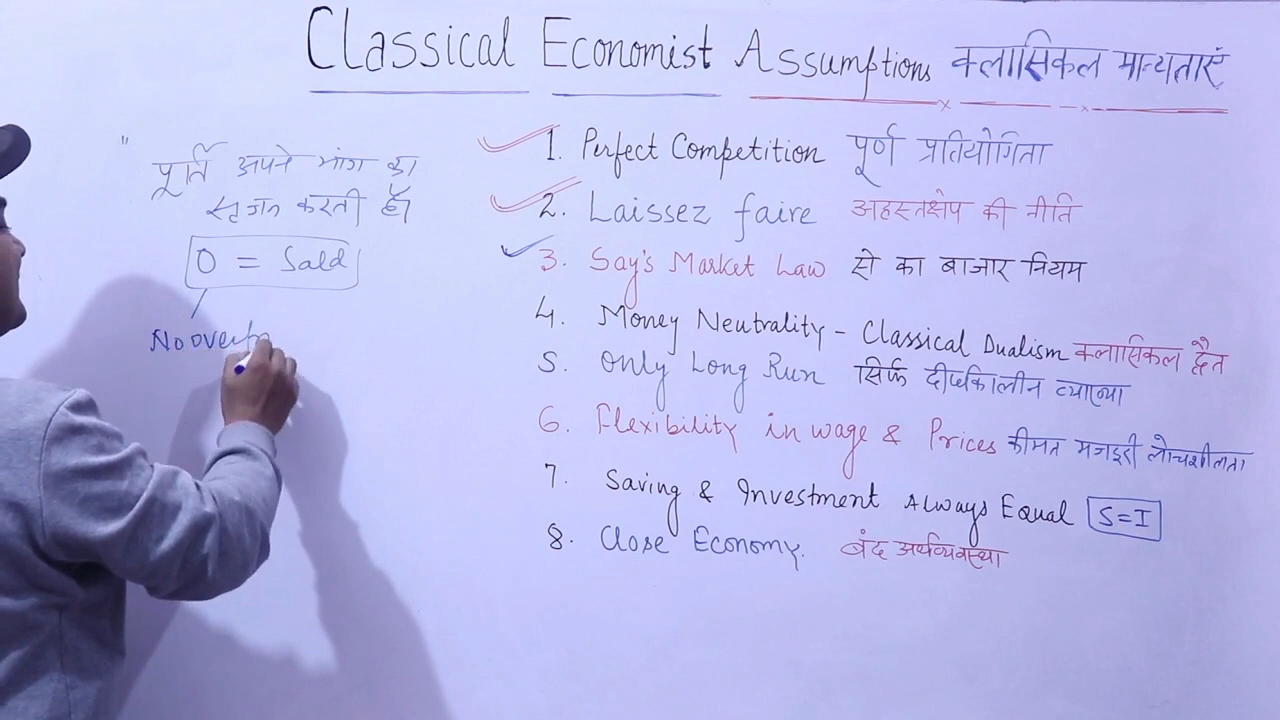 Classical Economist Assumptions क्लासिकल मान्यताएं
"
पूर्ति अपने मांग का
सृजन करती है।
O = Sald
No overp
1. Perfect Competition पूर्ण प्रतियोगिता
2. Laissez faire अहस्तक्षेप की नीति
3. Say's Market Law से का बाजार नियम
4. Money Neutrality - Classical Dualism क्लासिकल द्वैत
5. Only Long Run सिर्फ दीर्घकालीन व्याख्या
6. Flexibility in wage & Prices कीमत मजदूरी लोचशीलता
7. Saving & Investment Always Equal S=I
8. Close Economy. बंद अर्थव्यवस्था